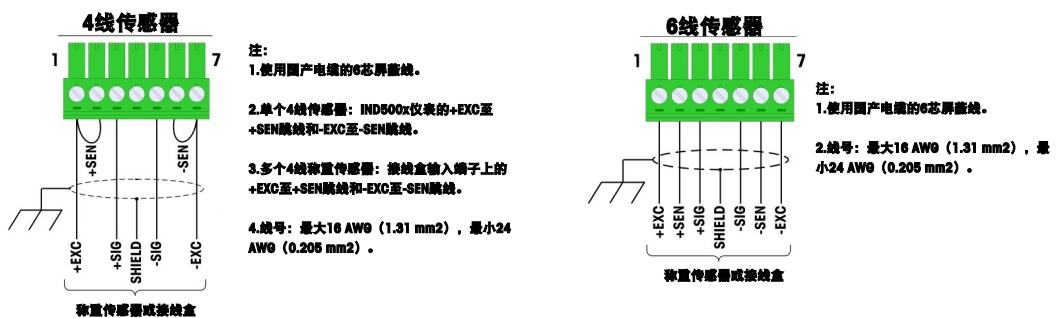 4线传感器
1
7
+SEN
-SEN
+EXC
+SIG
SHIELD
-SIG
-EXC
称重传感器或接线盒
注：
1.使用国产电缆的6芯屏蔽线。
2.单个4线传感器：IND500x仪表的+EXC至
+SEN跳线和-EXC至-SEN跳线。
3.多个4线称重传感器：接线盒输入端子上的
+EXC至+SEN跳线和-EXC至-SEN跳线。
4.线号：最大16 AWG（1.31 mm2），最小24
AWG（0.205 mm2）。
6线传感器
1
7
+EXC
+SEN
+SIG
SHIELD
-SIG
-SEN
-EXC
称重传感器或接线盒
注：
1.使用国产电缆的6芯屏蔽线。
2.线号：最大16 AWG（1.31 mm2），最
小24 AWG（0.205 mm2）。